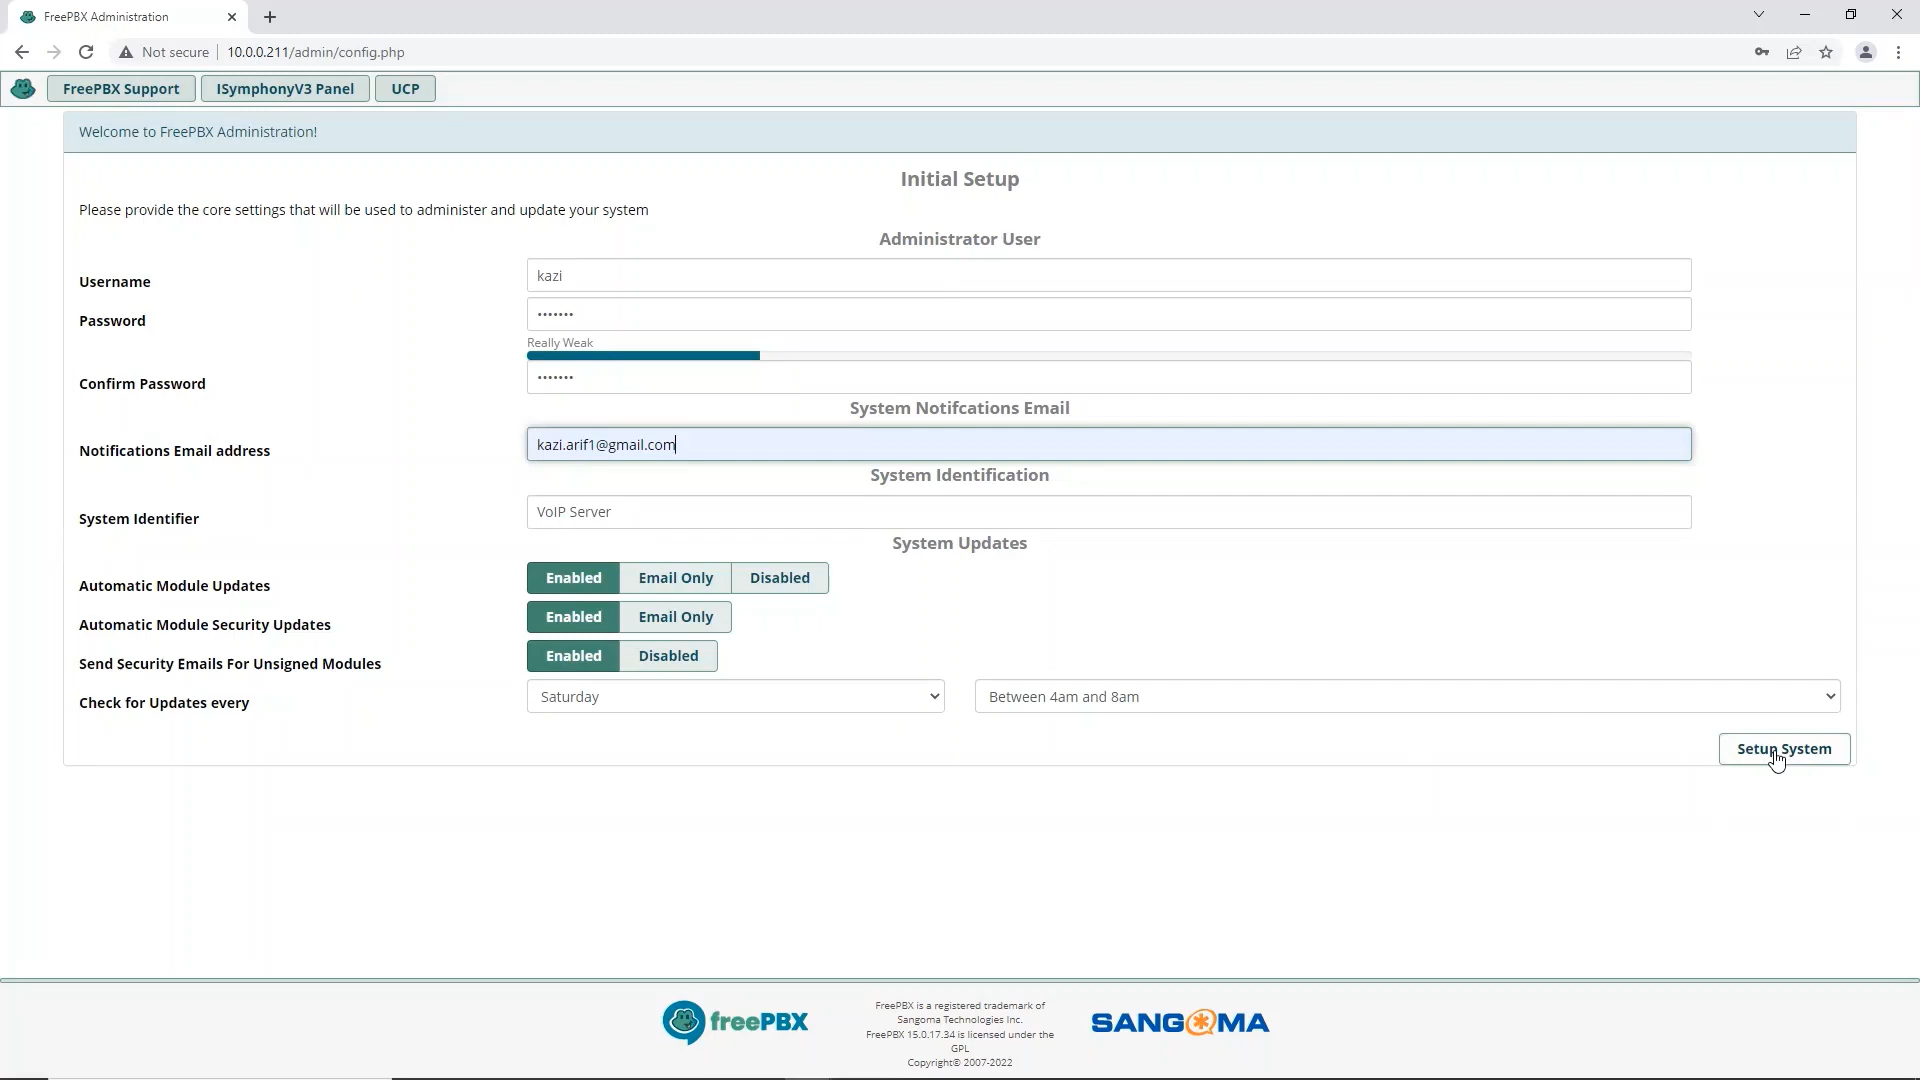 FreePBX Administration
Not secure
10.0.0.211/admin/config.php
FreePBX Support
ISymphonyV3 Panel
UCP
Welcome to FreePBX Administration!
Initial Setup
Please provide the core settings that will be used to administer and update your system
Administrator User
Username
kazi
Password
•••••••
Really Weak
Confirm Password
•••••••
System Notifcations Email
Notifications Email address
kazi.arif1@gmail.com
System Identification
System Identifier
VoIP Server
System Updates
Automatic Module Updates
Enabled Email Only Disabled
Automatic Module Security Updates
Enabled Email Only
Send Security Emails For Unsigned Modules
Enabled Disabled
Check for Updates every
Saturday
Between 4am and 8am
Setup System
freePBX
FreePBX is a registered trademark of
Sangoma Technologies Inc.
FreePBX 15.0.17.34 is licensed under the
GPL
Copyright© 2007-2022
SANGOMA